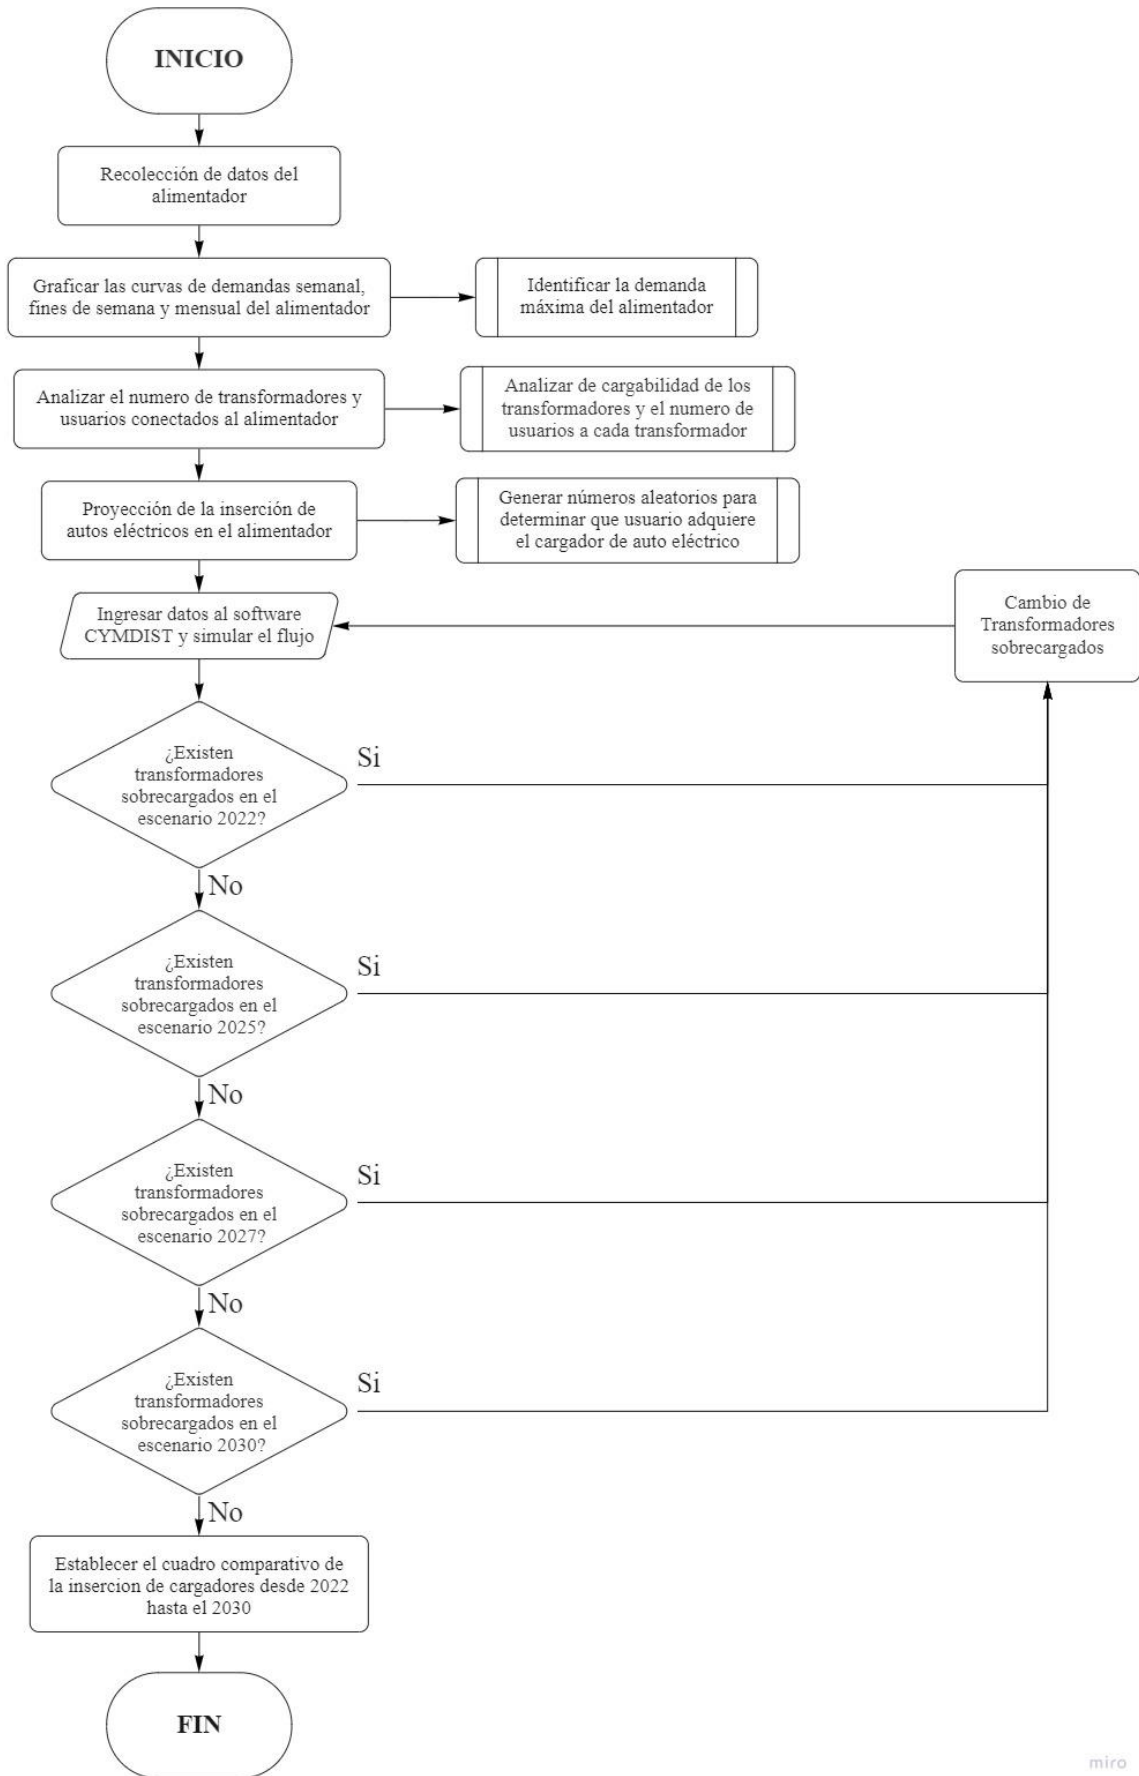 INICIO
Recolección de datos del
alimentador
Graficar las curvas de demandas semanal,
fines de semana y mensual del alimentador
Identificar la demanda
máxima del alimentador
Analizar el numero de transformadores y
usuarios conectados al alimentador
Analizar de cargabilidad de los
transformadores y el numero de
usuarios a cada transformador
Proyección de la inserción de
autos eléctricos en el alimentador
Generar números aleatorios para
determinar que usuario adquiere
el cargador de auto eléctrico
Ingresar datos al software
CYMDIST y simular el flujo
Cambio de
Transformadores
sobrecargados
¿Existen
transformadores
sobrecargados en el
escenario 2022?
Si
No
¿Existen
transformadores
sobrecargados en el
escenario 2025?
Si
No
¿Existen
transformadores
sobrecargados en el
escenario 2027?
Si
No
¿Existen
transformadores
sobrecargados en el
escenario 2030?
Si
No
Establecer el cuadro comparativo de
la insercion de cargadores desde 2022
hasta el 2030
FIN
miro